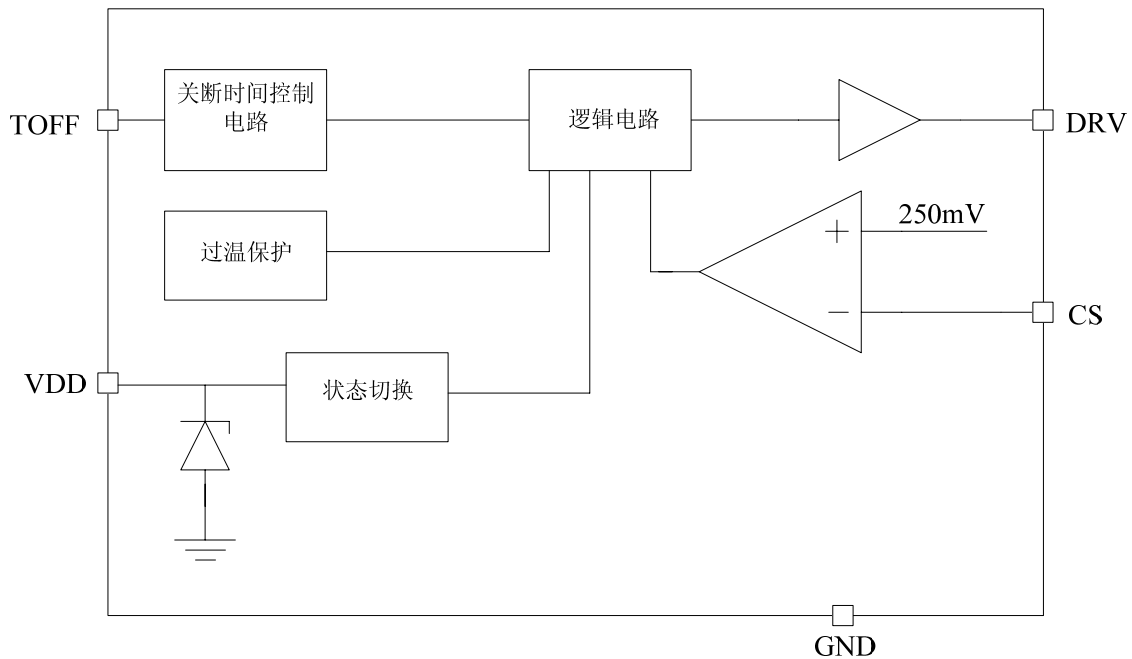 关断时间控制
电路
逻辑电路
TOFF
DRV
250mV
+
过温保护
−
CS
VDD
状态切换
GND